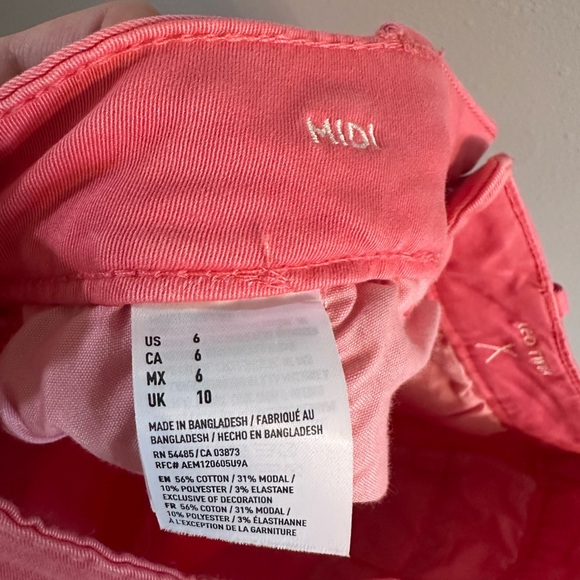 MIDI
US 6
CA 6
MX 6
UK 10
MADE IN BANGLADESH / FABRIQUÉ AU
BANGLADESH / HECHO EN BANGLADESH
RN 54485 / CA 03873
RFC# AEM120605U9A
EN 56% COTTON / 31% MODAL /
10% POLYESTER / 3% ELASTANE
EXCLUSIVE OF DECORATION
FR 56% COTON / 31% MODAL /
10% POLYESTER / 3% ÉLASTHANNE
À L'EXCEPTION DE LA GARNITURE